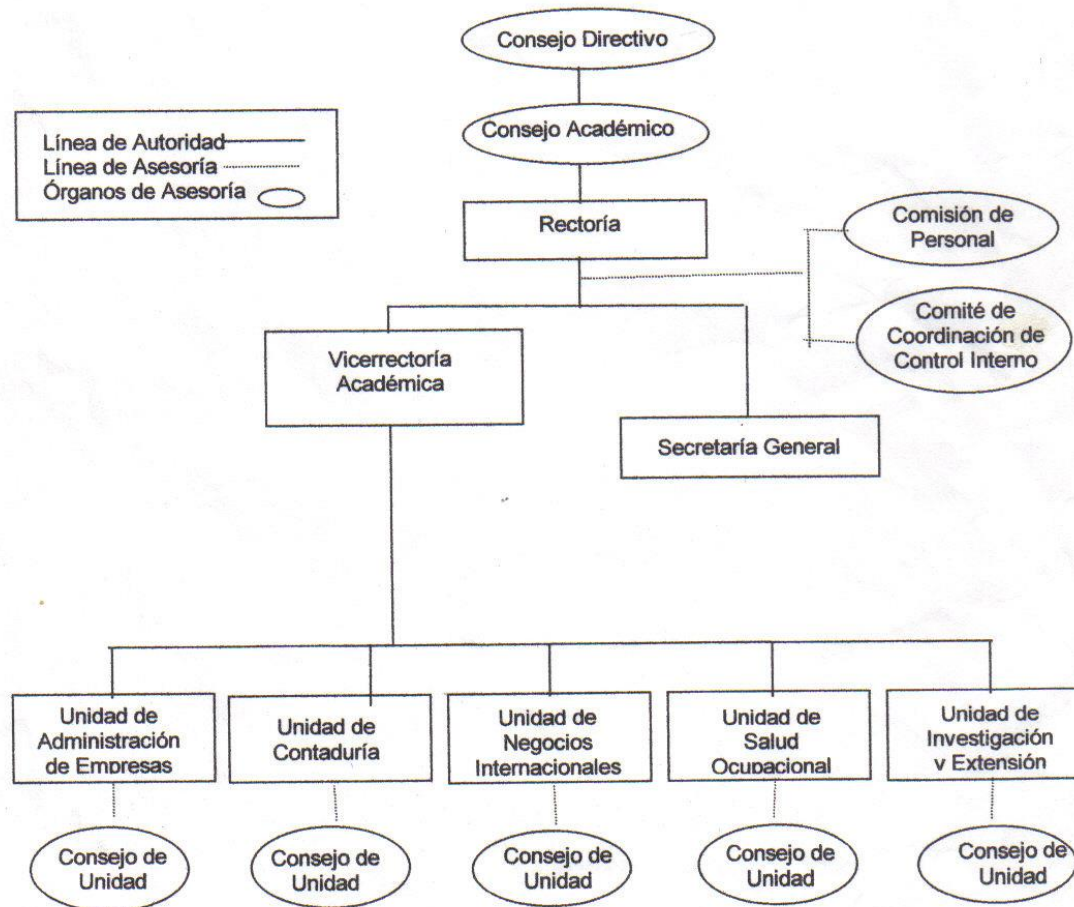 Consejo Directivo
Consejo Académico
Línea de Autoridad
Línea de Asesoría
Órganos de Asesoría
Rectoría
Comisión de
Personal
Comité de
Coordinación de
Control Interno
Vicerrectoría
Académica
Secretaría General
Unidad de
Administración
de Empresas
Unidad de
Contaduría
Unidad de
Negocios
Internacionales
Unidad de
Salud
Ocupacional
Unidad de
Investigación
y Extensión
Consejo de
Unidad
Consejo de
Unidad
Consejo de
Unidad
Consejo de
Unidad
Consejo de
Unidad